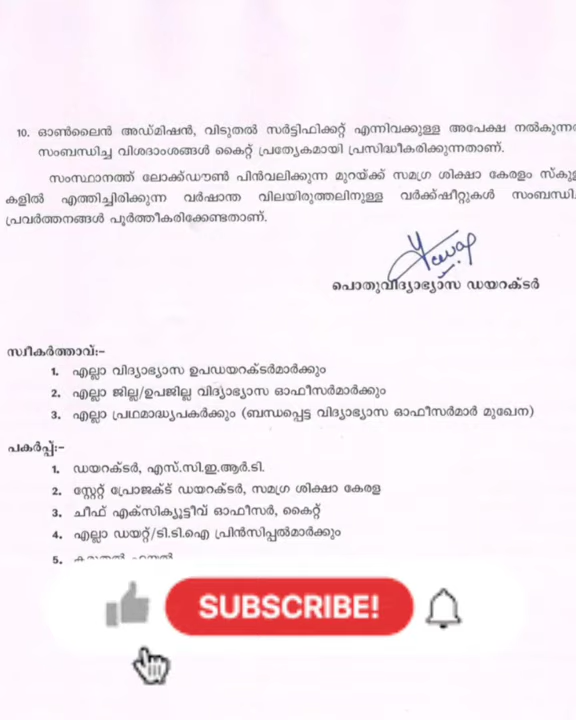 10. ഓൺലൈൻ അഡ്മിഷൻ, വിടുതൽ സർട്ടിഫിക്കറ്റ് എന്നിവക്കുള്ള അപേക്ഷ നൽകുന്നത
സംബന്ധിച്ച വിശദാംശങ്ങൾ കൈറ്റ് പ്രത്യേകമായി പ്രസിദ്ധീകരിക്കുന്നതാണ്.
സംസ്ഥാനത്ത് ലോക്ക്ഡൗൺ പിൻവലിക്കുന്ന മുറയ്ക്ക് സമഗ്ര ശിക്ഷാ കേരളം സ്കൂള
കളിൽ എത്തിച്ചിരിക്കുന്ന വർഷാന്ത വിലയിരുത്തലിനുള്ള വർക്ക്ഷീറ്റുകൾ സംബന്ധി
പ്രവർത്തനങ്ങൾ പൂർത്തീകരിക്കേണ്ടതാണ്.
പൊതുവിദ്യാഭ്യാസ ഡയറക്ടർ
സ്വീകർത്താവ്:-
1. എല്ലാ വിദ്യാഭ്യാസ ഉപഡയറക്ടർമാർക്കും
2. എല്ലാ ജില്ല/ഉപജില്ല വിദ്യാഭ്യാസ ഓഫീസർമാർക്കും
3. എല്ലാ പ്രഥമാദ്ധ്യപകർക്കും (ബന്ധപ്പെട്ട വിദ്യാഭ്യാസ ഓഫീസർമാർ മുഖേന)
പകർപ്പ്:-
1. ഡയറക്ടർ, എസ്.സി.ഇ.ആർ.ടി.
2. സ്റ്റേറ്റ് പ്രോജക്ട് ഡയറക്ടർ, സമഗ്ര ശിക്ഷാ കേരള
3. ചീഫ് എക്സിക്യൂട്ടീവ് ഓഫീസർ, കൈറ്റ്
4. എല്ലാ ഡയറ്റ്/ടി.ടി.ഐ പ്രിൻസിപ്പൽമാർക്കും
5.
SUBSCRIBE!